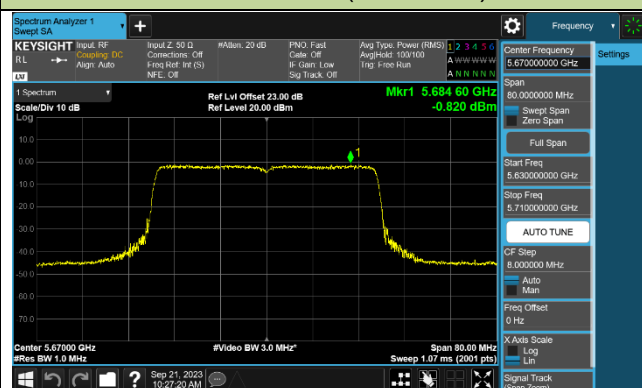 Spectrum Analyzer 1
Swept SA
Frequency
KEYSIGHT Input: RF
Input Z: 50 Ω
#Atten: 20 dB
PNO: Fast
Avg Type: Power (RMS)
1 2 3 4 5 6
RL
Coupling: DC
Corrections: Off
Gate: Off
Avg|Hold: 100/100
A W W W W W
Align: Auto
Freq Ref: Int (S)
IF Gain: Low
Trig: Free Run
NFE: Off
Sig Track: Off
A N N N N N
LXI
1 Spectrum
Scale/Div 10 dB
Ref Lvl Offset 23.00 dB
Ref Level 20.00 dBm
Mkr1 5.684 60 GHz
-0.820 dBm
Log
10.0
0.00
-10.0
-20.0
-30.0
-40.0
-50.0
-60.0
-70.0
1
Center 5.67000 GHz
#Video BW 3.0 MHz*
Span 80.00 MHz
#Res BW 1.0 MHz
Sweep 1.07 ms (2001 pts)
Sep 21, 2023
10:27:20 AM
Center Frequency
5.670000000 GHz
Settings
Span
80.0000000 MHz
Swept Span
Zero Span
Full Span
Start Freq
5.630000000 GHz
Stop Freq
5.710000000 GHz
AUTO TUNE
CF Step
8.000000 MHz
Auto
Man
Freq Offset
0 Hz
X Axis Scale
Log
Lin
Signal Track
(Span Zoom)